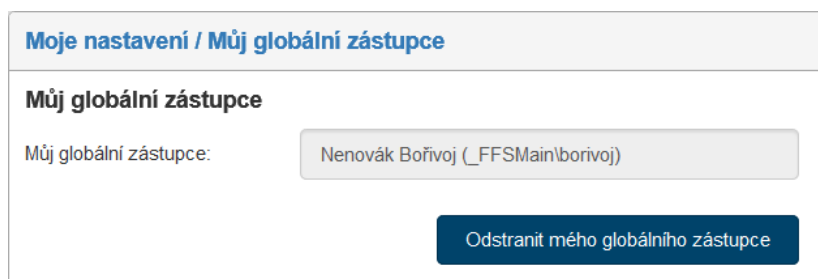 Moje nastavení / Můj globální zástupce
Můj globální zástupce
Můj globální zástupce: Nenovák Bořivoj (_FFSMain\borivoj)
Odstranit mého globálního zástupce